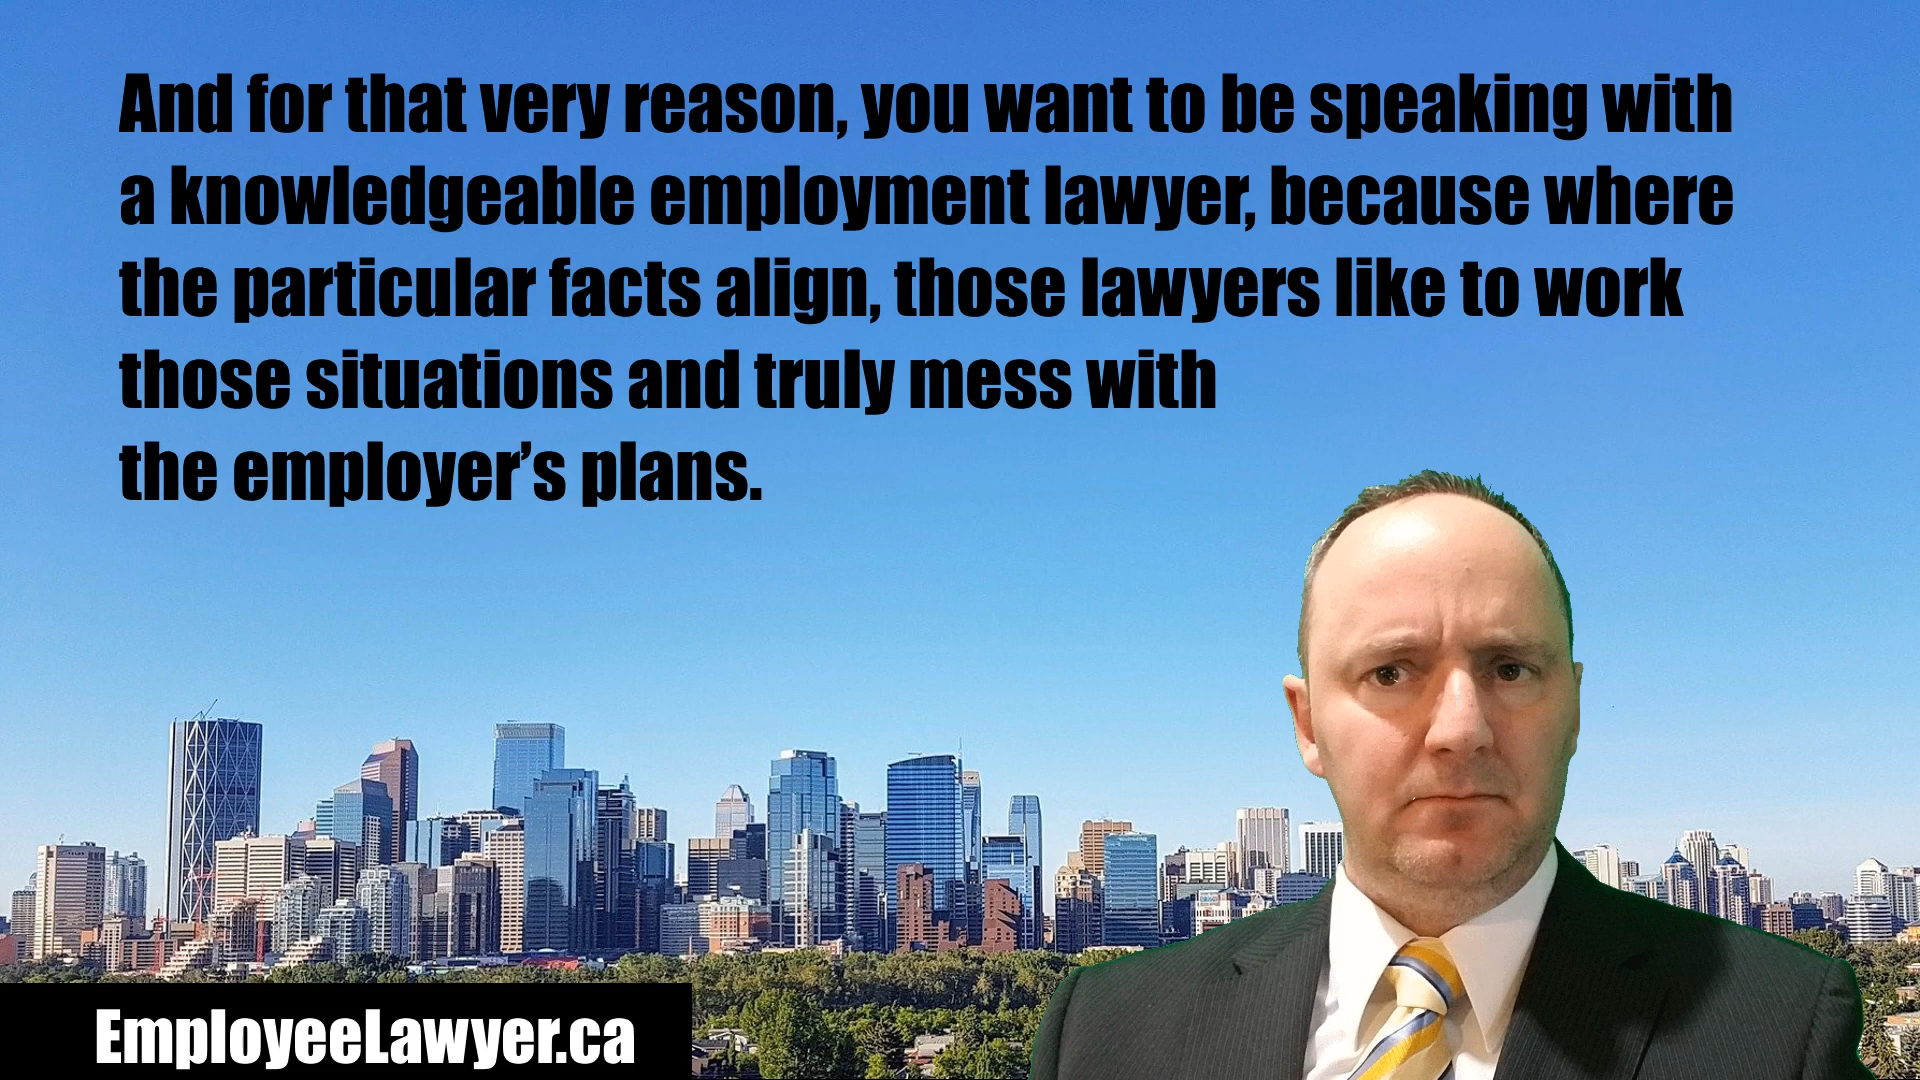 And for that very reason, you want to be speaking with
a knowledgeable employment lawyer, because where
the particular facts align, those lawyers like to work
those situations and truly mess with
the employer’s plans.
EmployeeLawyer.ca